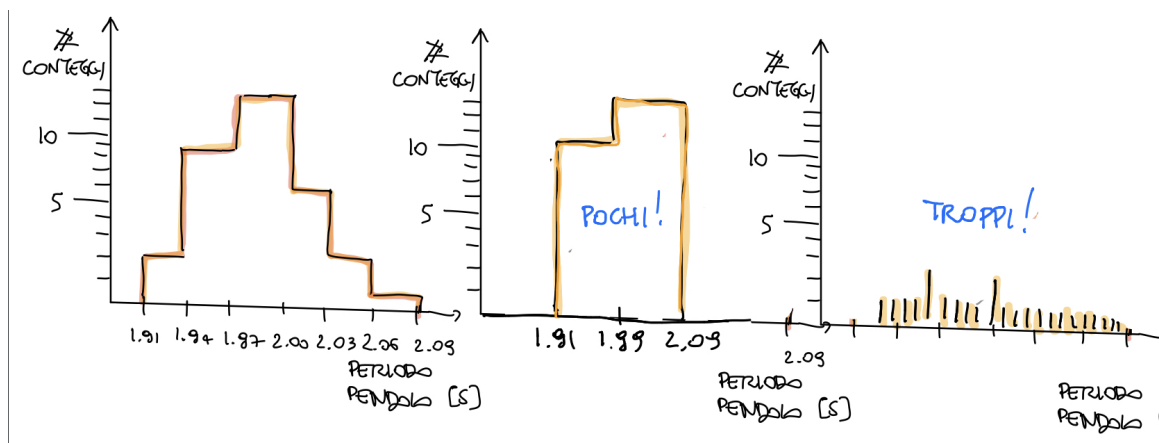 #
CONTEGGI
10
5
1.91 1.94 1.97 2.00 2.03 2.06 2.09
PERIODO
PENDOLO [S]
#
CONTEGGI
10
5
POCHI!
1.91 1.99 2.09
2.09
PERIODO
PENDOLO [S]
#
CONTEGGI
10
5
TROPPI!
PERIODO
PENDOLO